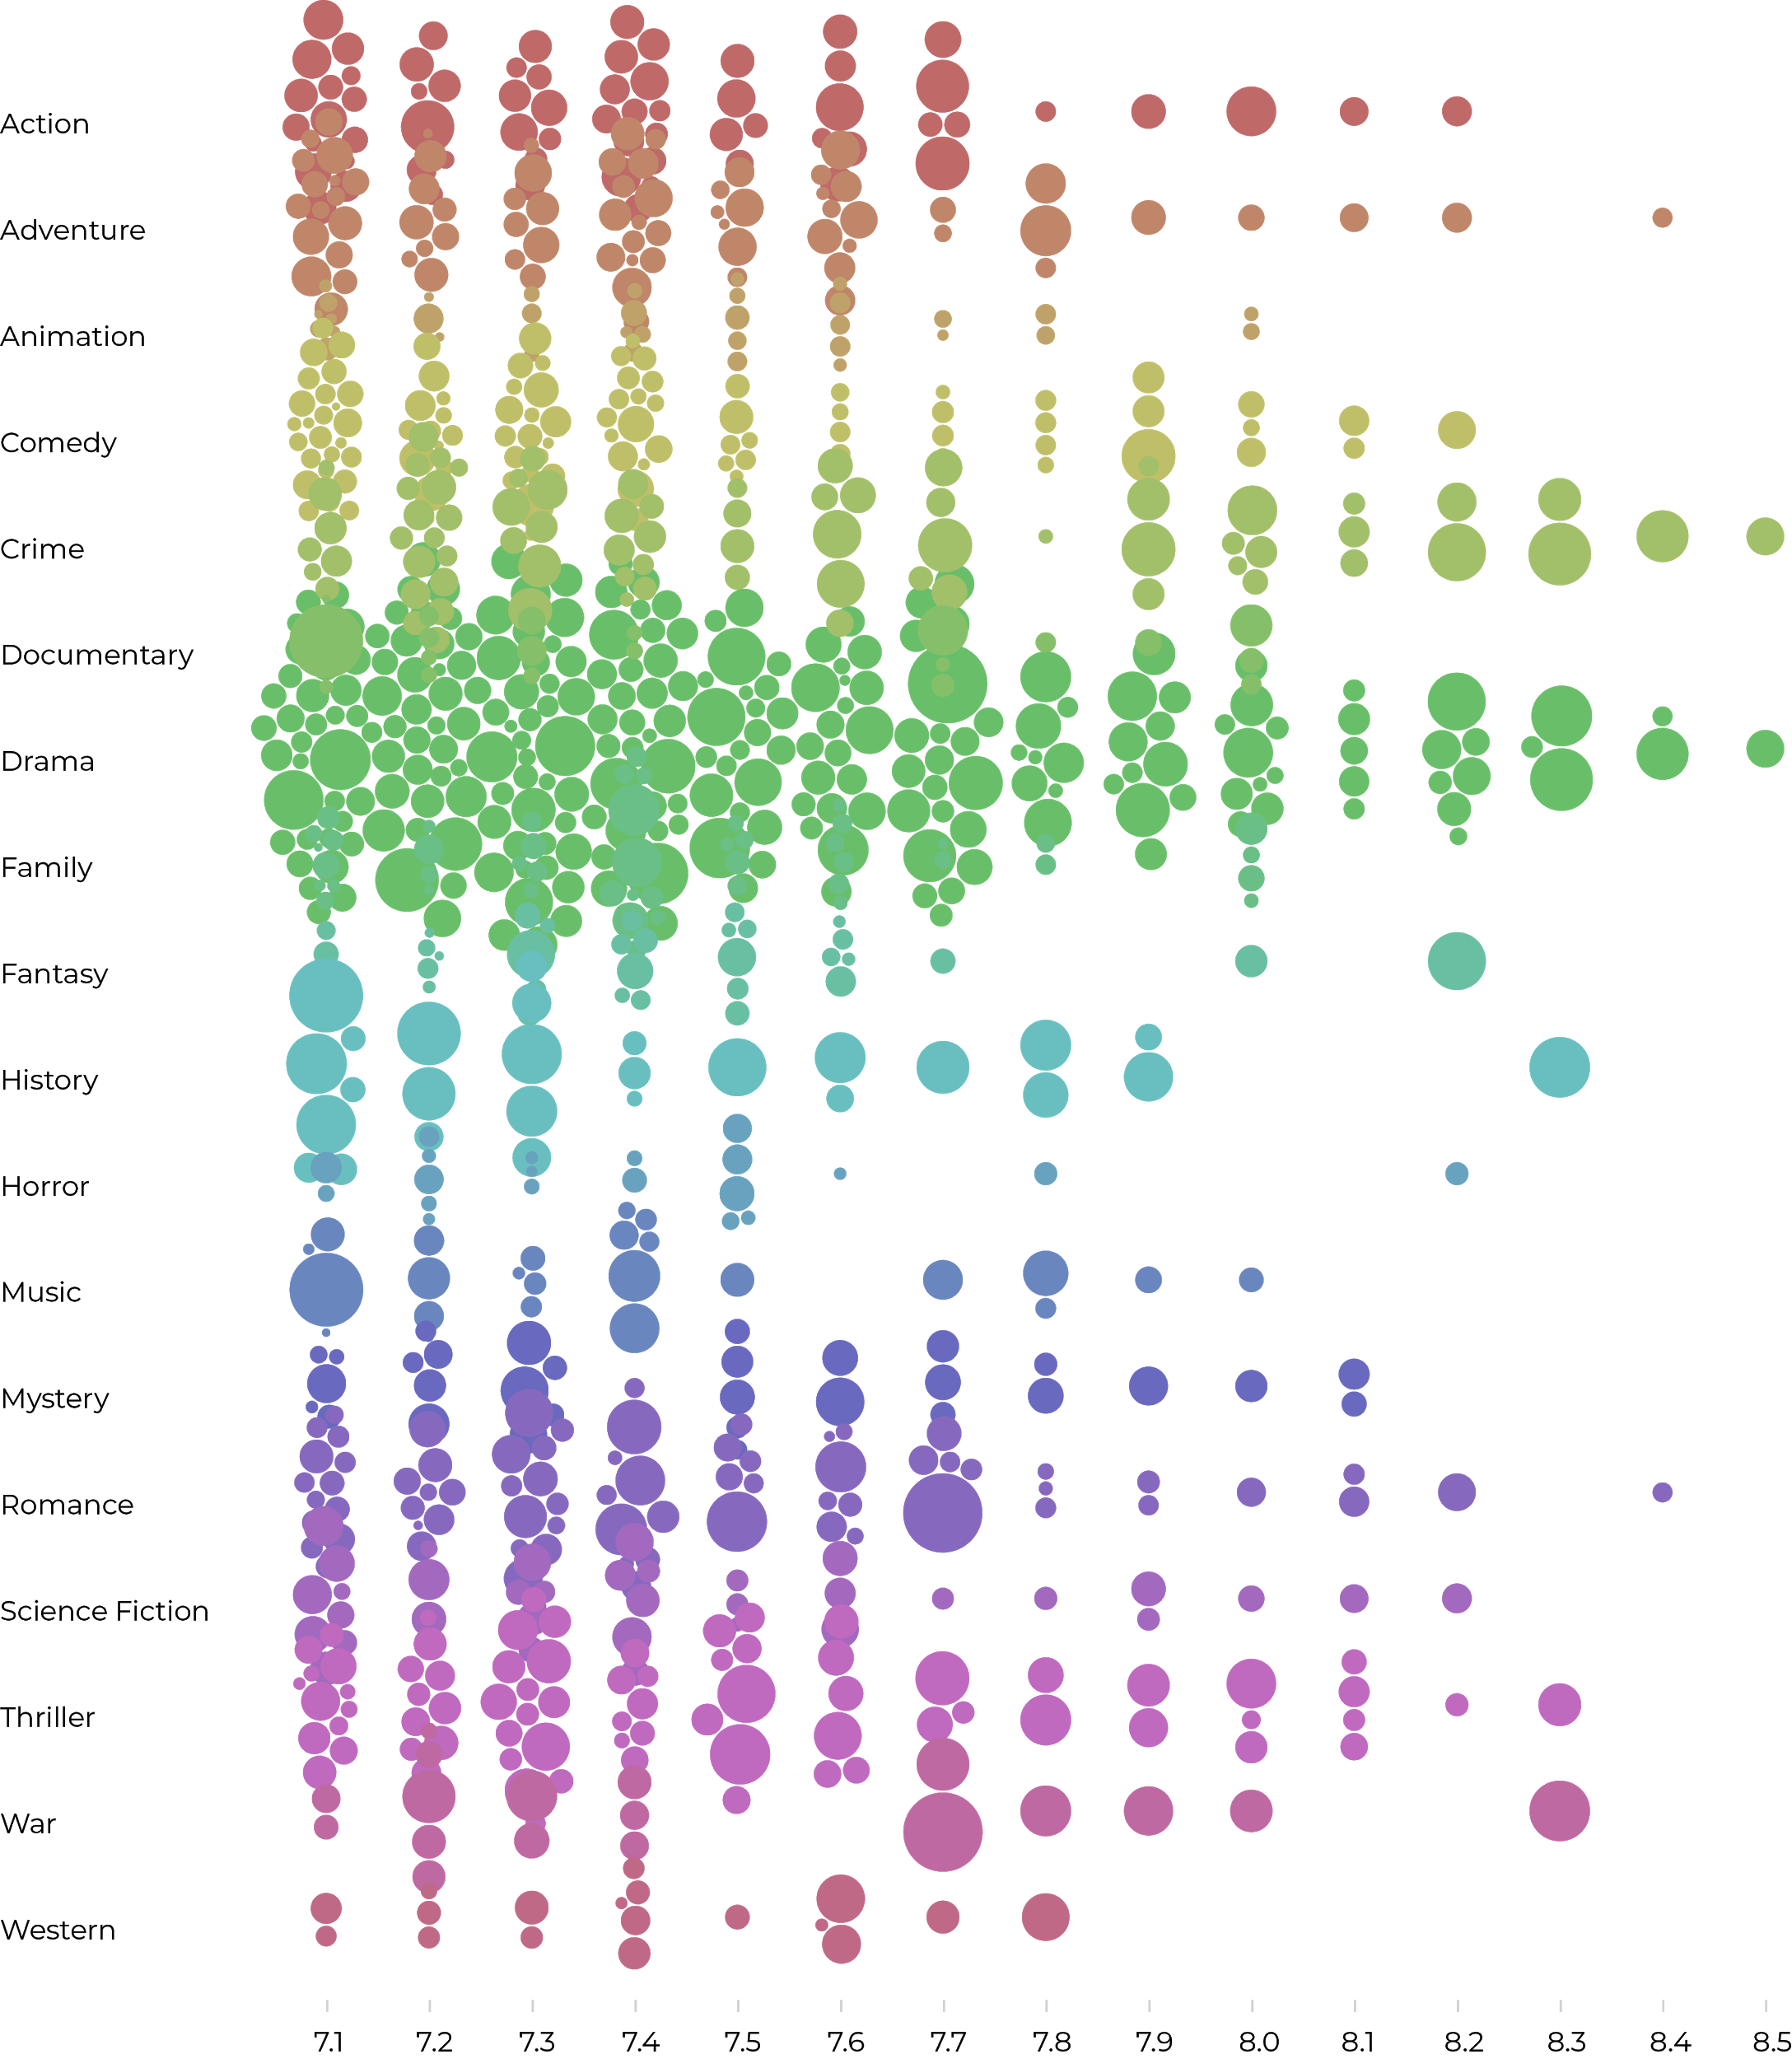 Action
Adventure
Animation
Comedy
Crime
Documentary
Drama
Family
Fantasy
History
Horror
Music
Mystery
Romance
Science Fiction
Thriller
War
Western
7.1 7.2 7.3 7.4 7.5 7.6 7.7 7.8 7.9 8.0 8.1 8.2 8.3 8.4 8.5